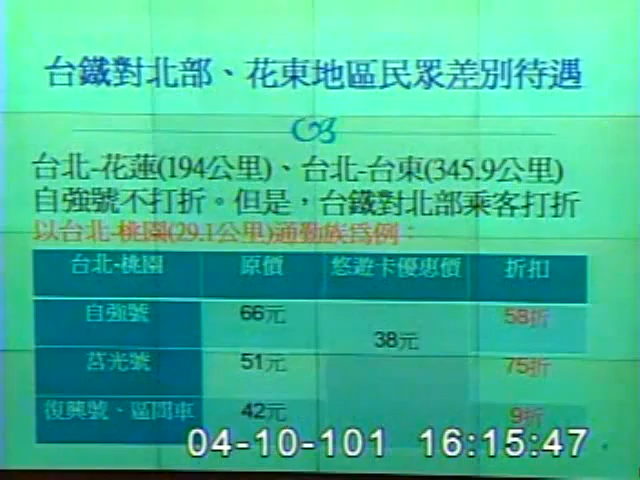 台鐵對北部、花東地區民眾差別待遇
台北-花蓮(194公里)、台北-台東(345.9公里)
自強號不打折。但是，台鐵對北部乘客打折
以台北-桃園(29.1公里)通勤族為例：
台北-桃園 原價 悠遊卡優惠價 折扣
自強號 66元 58折
38元
莒光號 51元 75折
復興號、區間車 42元 9折
04-10-101 16:15:47